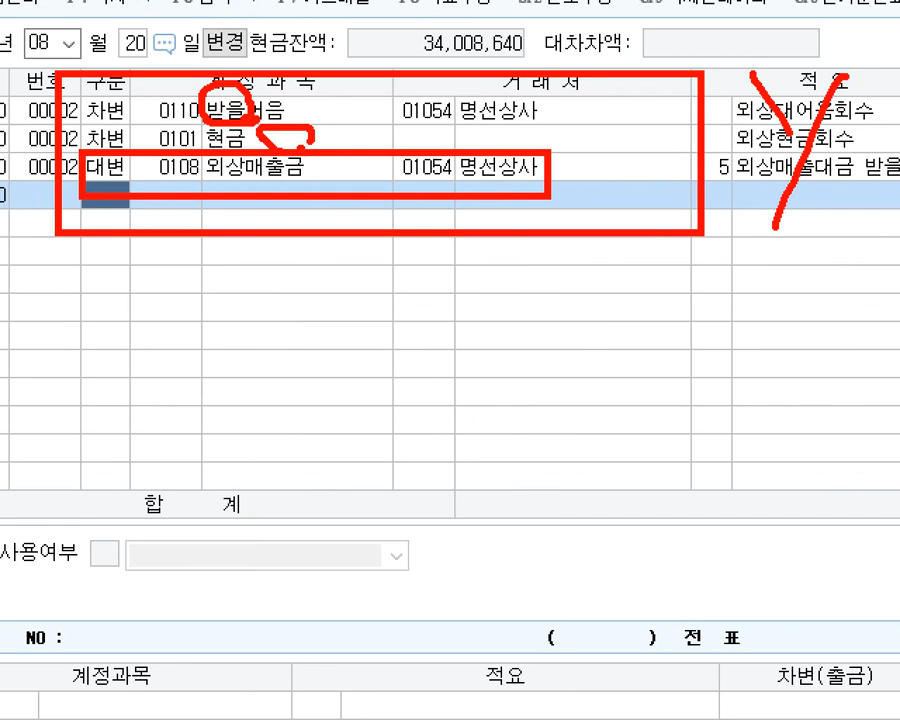 년 08 월 20 일 변경 현금잔액: 34,008,640 대차차액:
번호 구분 계 정 과 목 거 래 처 적 요
00002 차변 0110 받을어음 01054 명선상사 외상대어음회수
00002 차변 0101 현금 외상현금회수
00002 대변 0108 외상매출금 01054 명선상사 5 외상매출대금 받을
합 계
사용여부
NO : ( ) 전 표
계정과목 적요 차변(출금)